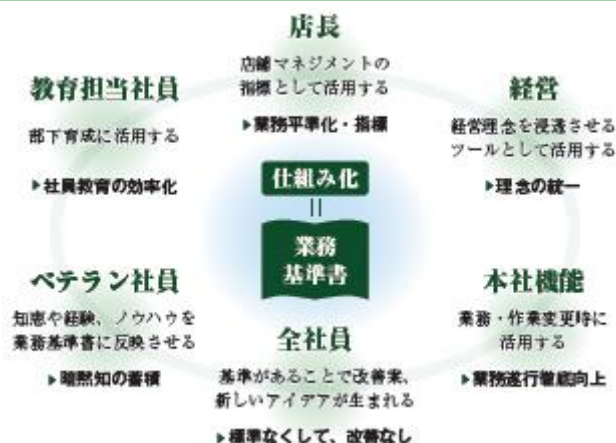 店長
店舗マネジメントの
指標として活用する
▶業務平準化・指標
教育担当社員
部下育成に活用する
▶社員教育の効率化
経営
経営理念を浸透させる
ツールとして活用する
▶理念の統一
仕組み化
=
業務
基準書
ベテラン社員
知恵や経験、ノウハウを
業務基準書に反映させる
▶暗黙知の蓄積
全社員
基準があることで改善案、
新しいアイデアが生まれる
▶標準なくして、改善なし
本社機能
業務・作業変更時に
活用する
▶業務遂行徹底向上